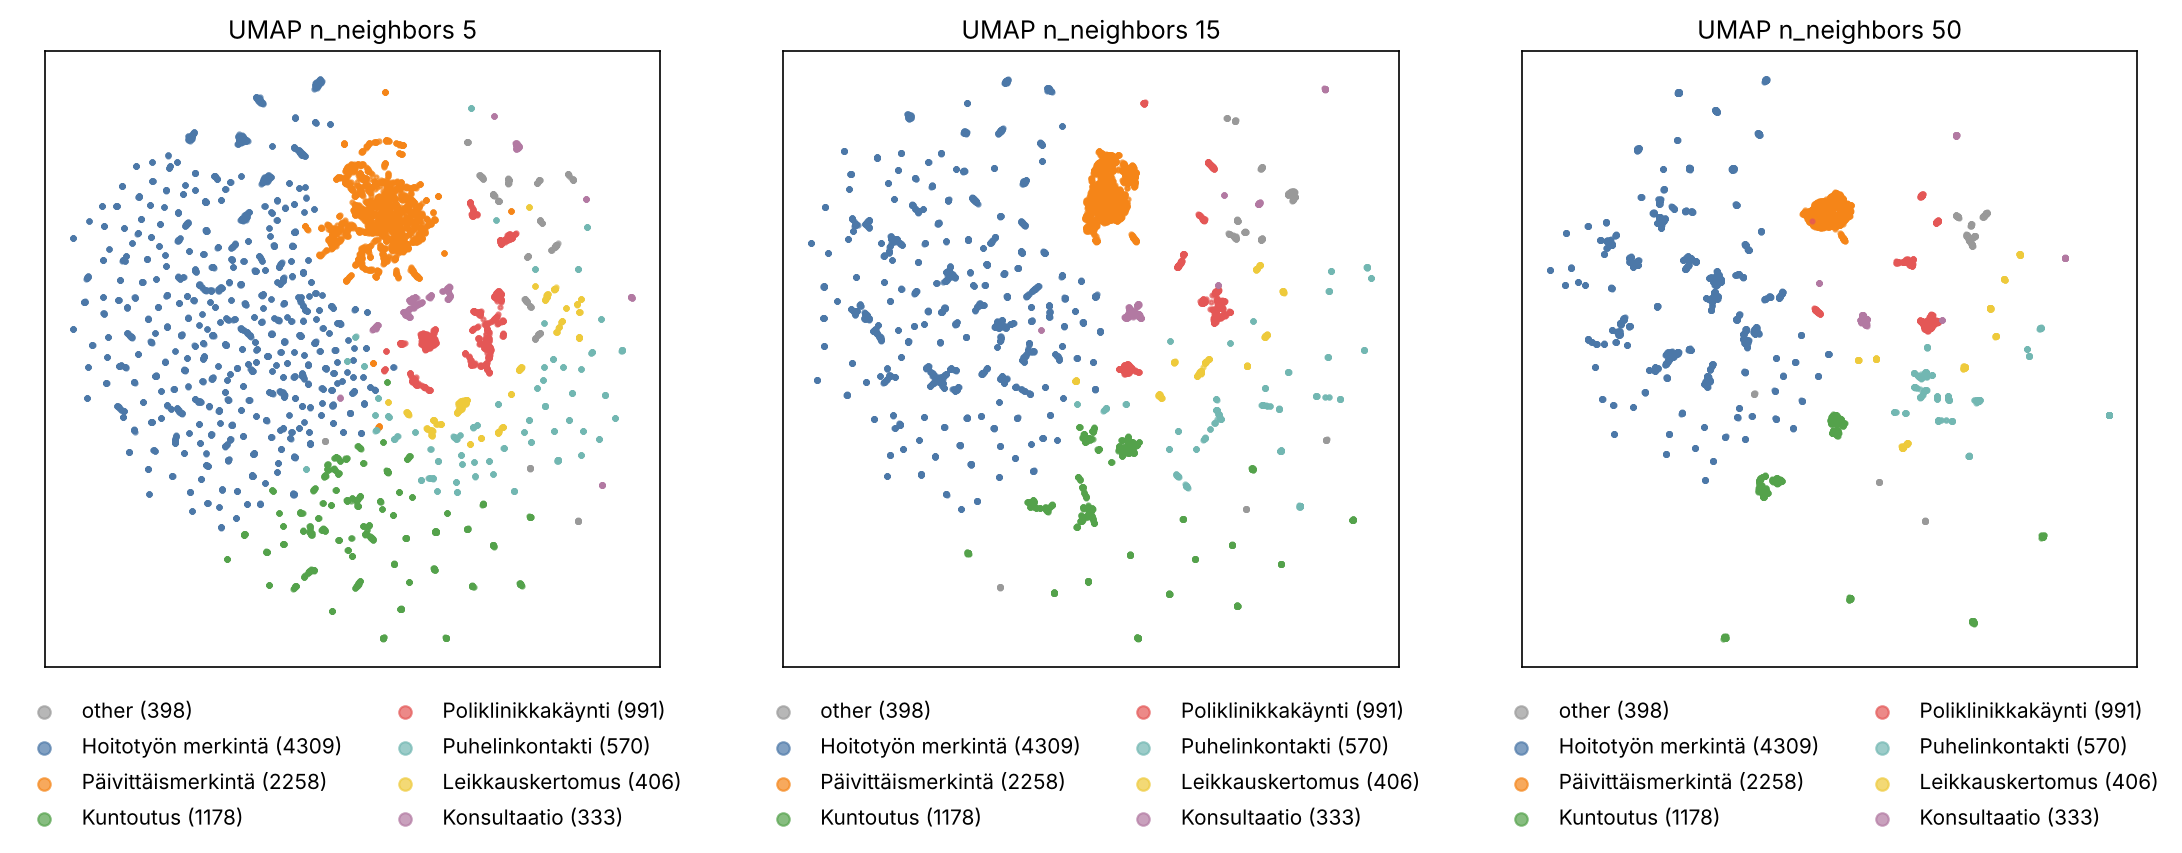 UMAP n_neighbors 5
other (398)
Hoitotyön merkintä (4309)
Päivittäismerkintä (2258)
Kuntoutus (1178)
Poliklinikkakäynti (991)
Puhelinkontakti (570)
Leikkauskertomus (406)
Konsultaatio (333)
UMAP n_neighbors 15
other (398)
Hoitotyön merkintä (4309)
Päivittäismerkintä (2258)
Kuntoutus (1178)
Poliklinikkakäynti (991)
Puhelinkontakti (570)
Leikkauskertomus (406)
Konsultaatio (333)
UMAP n_neighbors 50
other (398)
Hoitotyön merkintä (4309)
Päivittäismerkintä (2258)
Kuntoutus (1178)
Poliklinikkakäynti (991)
Puhelinkontakti (570)
Leikkauskertomus (406)
Konsultaatio (333)